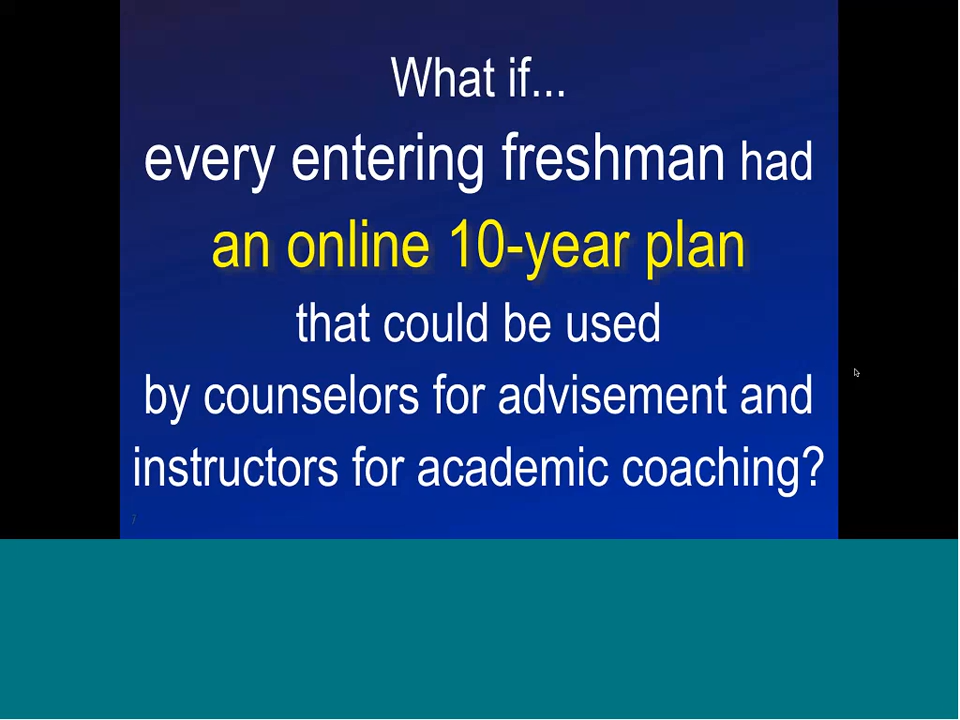 What if...
every entering freshman had
an online 10-year plan
that could be used
by counselors for advisement and
instructors for academic coaching?
7